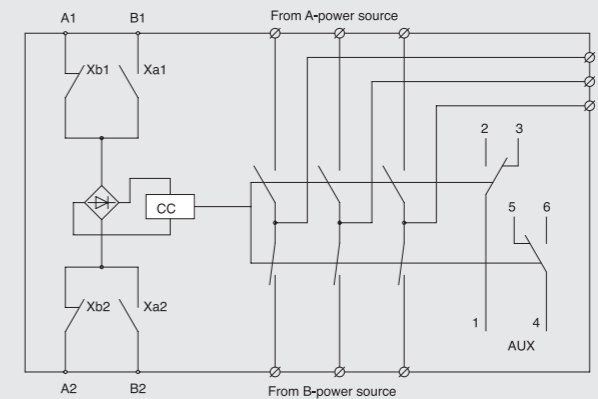 A1 B1 From A-power source
Xb1 Xa1
2 3
CC
5 6
Xb2 Xa2
1 4
AUX
A2 B2 From B-power source